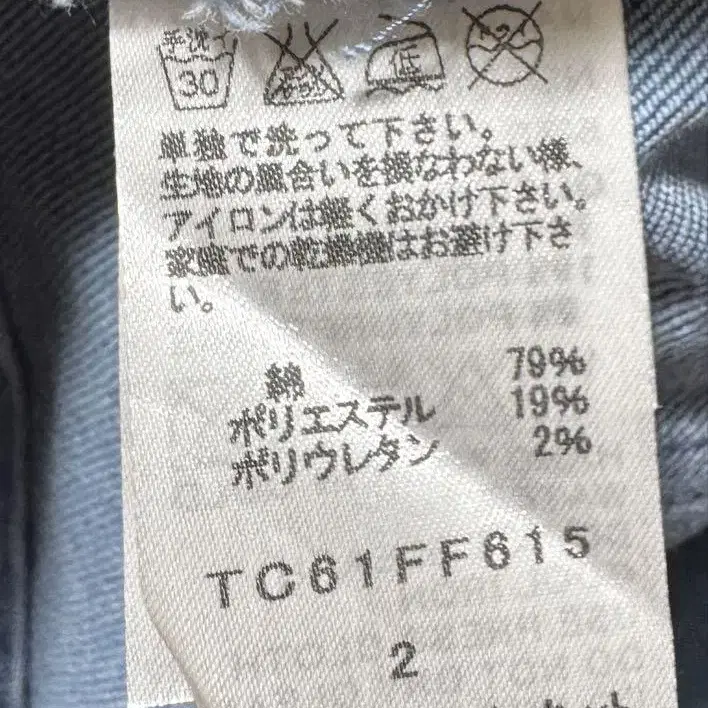 手洗
30
低
単独で洗って下さい。
生地の風合いを損なわない様、
アイロンは軽くおかけ下さい。
家庭での乾燥機はお避け下さ
い。
綿 79%
ポリエステル 19%
ポリウレタン 2%
TC61FF615
2